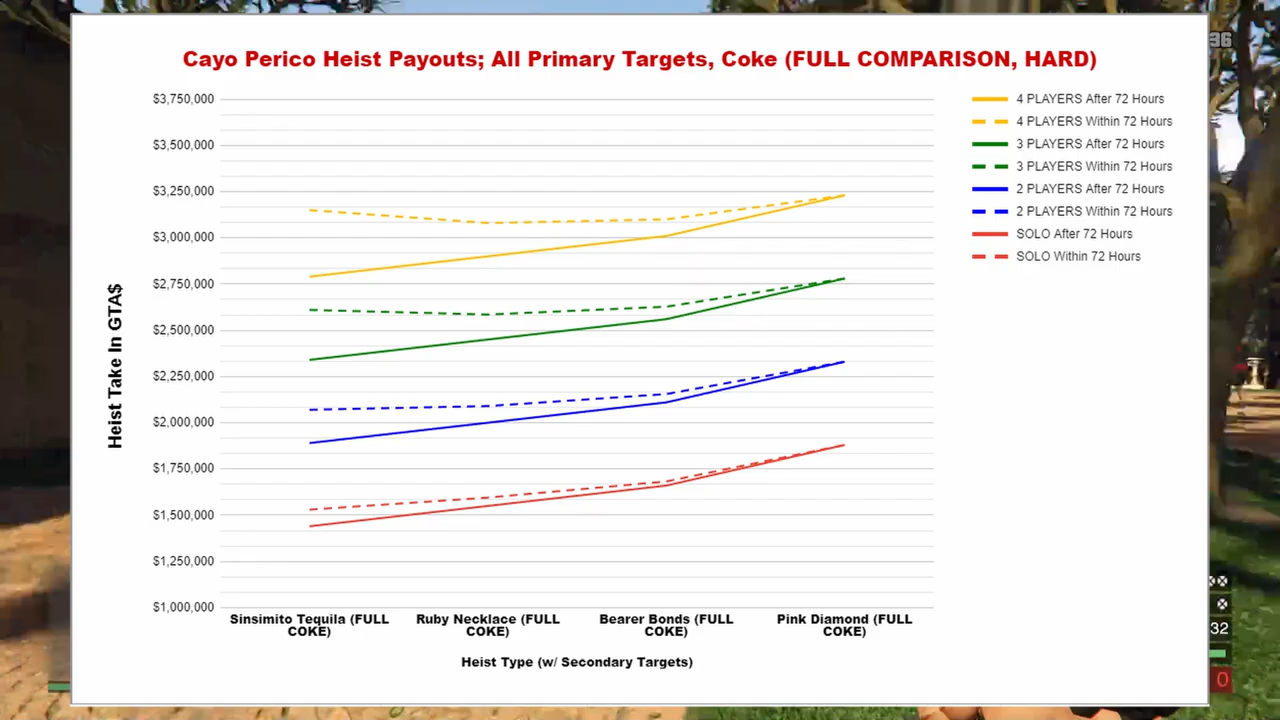 36
Cayo Perico Heist Payouts; All Primary Targets, Coke (FULL COMPARISON, HARD)
$3,750,000
$3,500,000
$3,250,000
$3,000,000
$2,750,000
$2,500,000
$2,250,000
$2,000,000
$1,750,000
$1,500,000
$1,250,000
$1,000,000
Heist Take In GTA$
4 PLAYERS After 72 Hours
4 PLAYERS Within 72 Hours
3 PLAYERS After 72 Hours
3 PLAYERS Within 72 Hours
2 PLAYERS After 72 Hours
2 PLAYERS Within 72 Hours
SOLO After 72 Hours
SOLO Within 72 Hours
Sinsimito Tequila (FULL
COKE)
Ruby Necklace (FULL
COKE)
Bearer Bonds (FULL
COKE)
Pink Diamond (FULL
COKE)
Heist Type (w/ Secondary Targets)
32
0